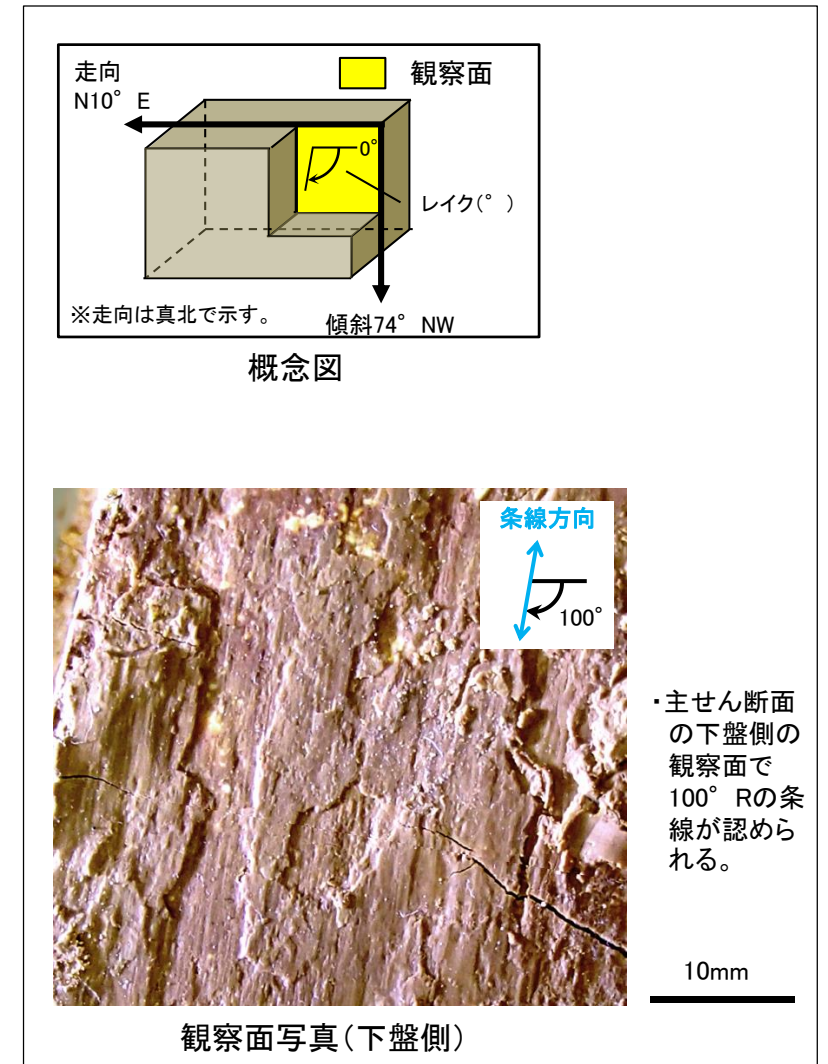 走向
N10° E
観察面
0°
レイク(° )
※走向は真北で示す。
傾斜74° NW
概念図
条線方向
100°
・主せん断面
の下盤側の
観察面で
100° Rの条
線が認めら
れる。
10mm
観察面写真(下盤側)